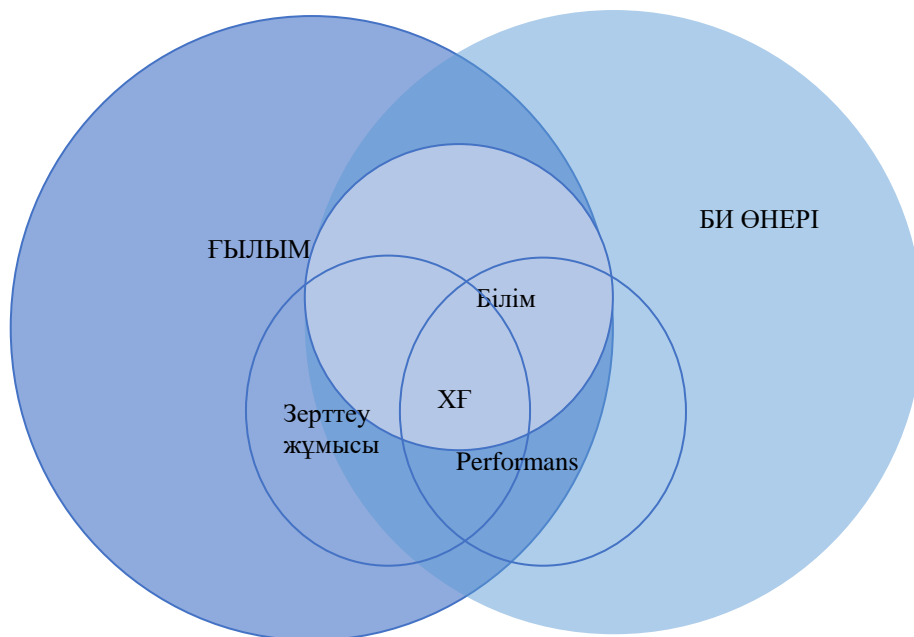 БИ ӨНЕРІ
ҒЫЛЫМ
Білім
ХҒ
Зерттеу
жұмысы
Performans